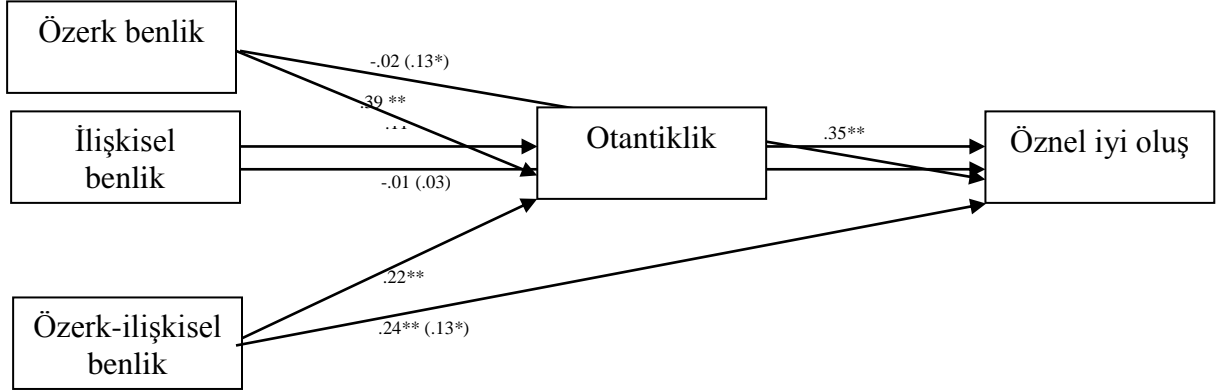 Özerk benlik
-.02 (.13*)
.39 **
İlişkisel
benlik
-.01 (.03)
Otantiklik
.35**
Öznel iyi oluş
.22**
.24** (.13*)
Özerk-ilişkisel
benlik